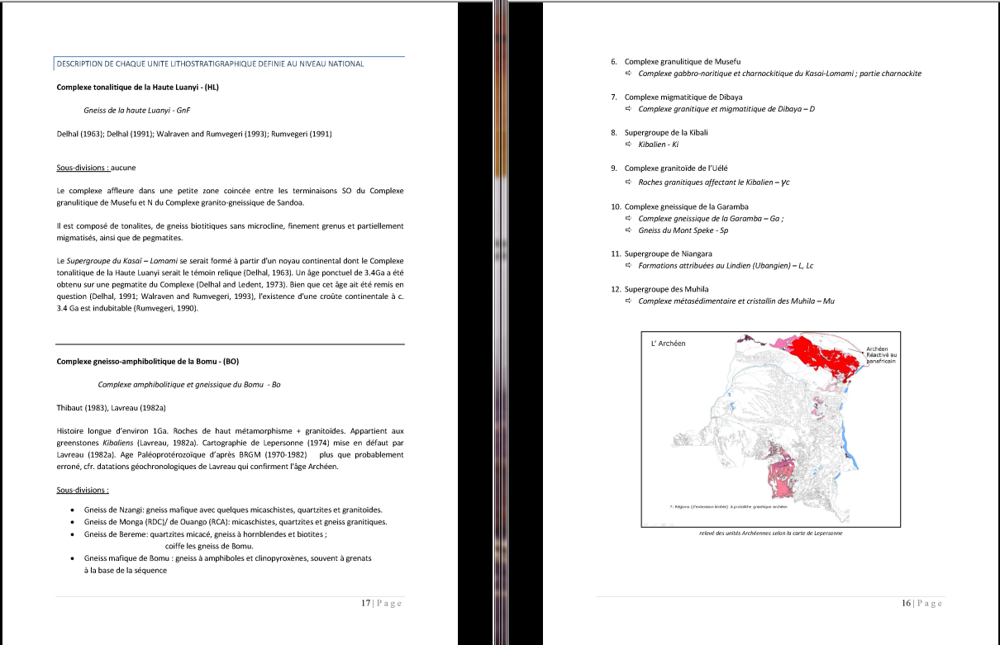 DESCRIPTION DE CHAQUE UNITE LITHOSTRATIGRAPHIQUE DEFINIE AU NIVEAU NATIONAL
Complexe tonalitique de la Haute Luanyi - (HL)
Gneiss de la haute Luanyi - GnF
Delhal (1963); Delhal (1991); Walraven and Rumvegeri (1993); Rumvegeri (1991)
Sous-divisions : aucune
Le complexe affleure dans une petite zone coincée entre les terminaisons SO du Complexe
granulitique de Musefu et N du Complexe granito-gneissique de Sandoa.
Il est composé de tonalites, de gneiss biotitiques sans microcline, finement grenus et partiellement
migmatisés, ainsi que de pegmatites.
Le Supergroupe du Kasaï – Lomami se serait formé à partir d'un noyau continental dont le Complexe
tonalitique de la Haute Luanyi serait le témoin relique (Delhal, 1963). Un âge ponctuel de 3.4Ga a été
obtenu sur une pegmatite du Complexe (Delhal and Ledent, 1973). Bien que cet âge ait été remis en
question (Delhal, 1991; Walraven and Rumvegeri, 1993), l'existence d'une croûte continentale à c.
3.4 Ga est indubitable (Rumvegeri, 1990).
Complexe gneisso-amphibolitique de la Bomu - (BO)
Complexe amphibolitique et gneissique du Bomu - Bo
Thibaut (1983), Lavreau (1982a)
Histoire longue d'environ 1Ga. Roches de haut métamorphisme + granitoïdes. Appartient aux
greenstones Kibaliens (Lavreau, 1982a). Cartographie de Lepersonne (1974) mise en défaut par
Lavreau (1982a). Age Paléoprotérozoïque d'après BRGM (1970-1982) plus que probablement
erroné, cfr. datations géochronologiques de Lavreau qui confirment l'âge Archéen.
Sous-divisions :
• Gneiss de Nzangi: gneiss mafique avec quelques micaschistes, quartzites et granitoïdes.
• Gneiss de Monga (RDC)/ de Ouango (RCA): micaschistes, quartzites et gneiss granitiques.
• Gneiss de Bereme: quartzites micacé, gneiss à hornblendes et biotites ;
coiffe les gneiss de Bomu.
• Gneiss mafique de Bomu : gneiss à amphiboles et clinopyroxènes, souvent à grenats
à la base de la séquence
17 | Page
6. Complexe granulitique de Musefu
⇨ Complexe gabbro-noritique et charnockitique du Kasai-Lomami ; partie charnockite
7. Complexe migmatitique de Dibaya
⇨ Complexe granitique et migmatitique de Dibaya – D
8. Supergroupe de la Kibali
⇨ Kibalien - Ki
9. Complexe granitoïde de l'Uélé
⇨ Roches granitiques affectant le Kibalien – γc
10. Complexe gneissique de la Garamba
⇨ Complexe gneissique de la Garamba – Ga ;
⇨ Gneiss du Mont Speke - Sp
11. Supergroupe de Niangara
⇨ Formations attribuées au Lindien (Ubangien) – L, Lc
12. Supergroupe des Muhila
⇨ Complexe métasédimentaire et cristallin des Muhila – Mu
L' Archéen
Archéen
Réactivé au
panafricain
?
?: Régions (d'extension limitée) à protolithe granitique archéen
relevé des unités Archéennes selon la carte de Lepersonne
16 | Page